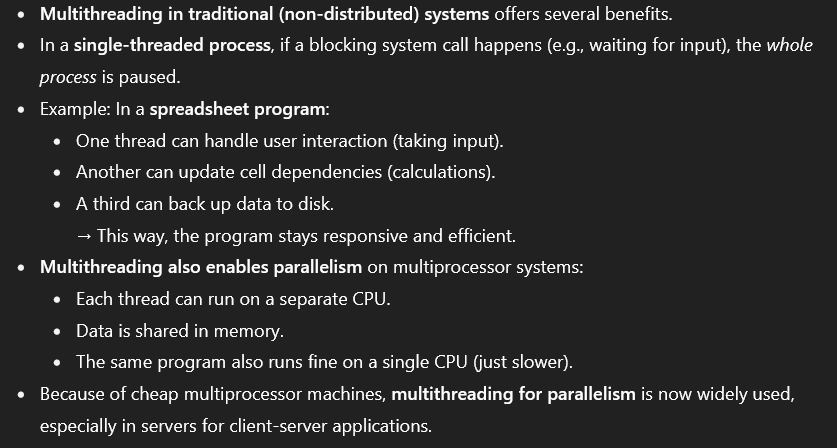 • Multithreading in traditional (non-distributed) systems offers several benefits.
• In a single-threaded process, if a blocking system call happens (e.g., waiting for input), the whole
process is paused.
• Example: In a spreadsheet program:
• One thread can handle user interaction (taking input).
• Another can update cell dependencies (calculations).
• A third can back up data to disk.
→ This way, the program stays responsive and efficient.
• Multithreading also enables parallelism on multiprocessor systems:
• Each thread can run on a separate CPU.
• Data is shared in memory.
• The same program also runs fine on a single CPU (just slower).
• Because of cheap multiprocessor machines, multithreading for parallelism is now widely used,
especially in servers for client-server applications.